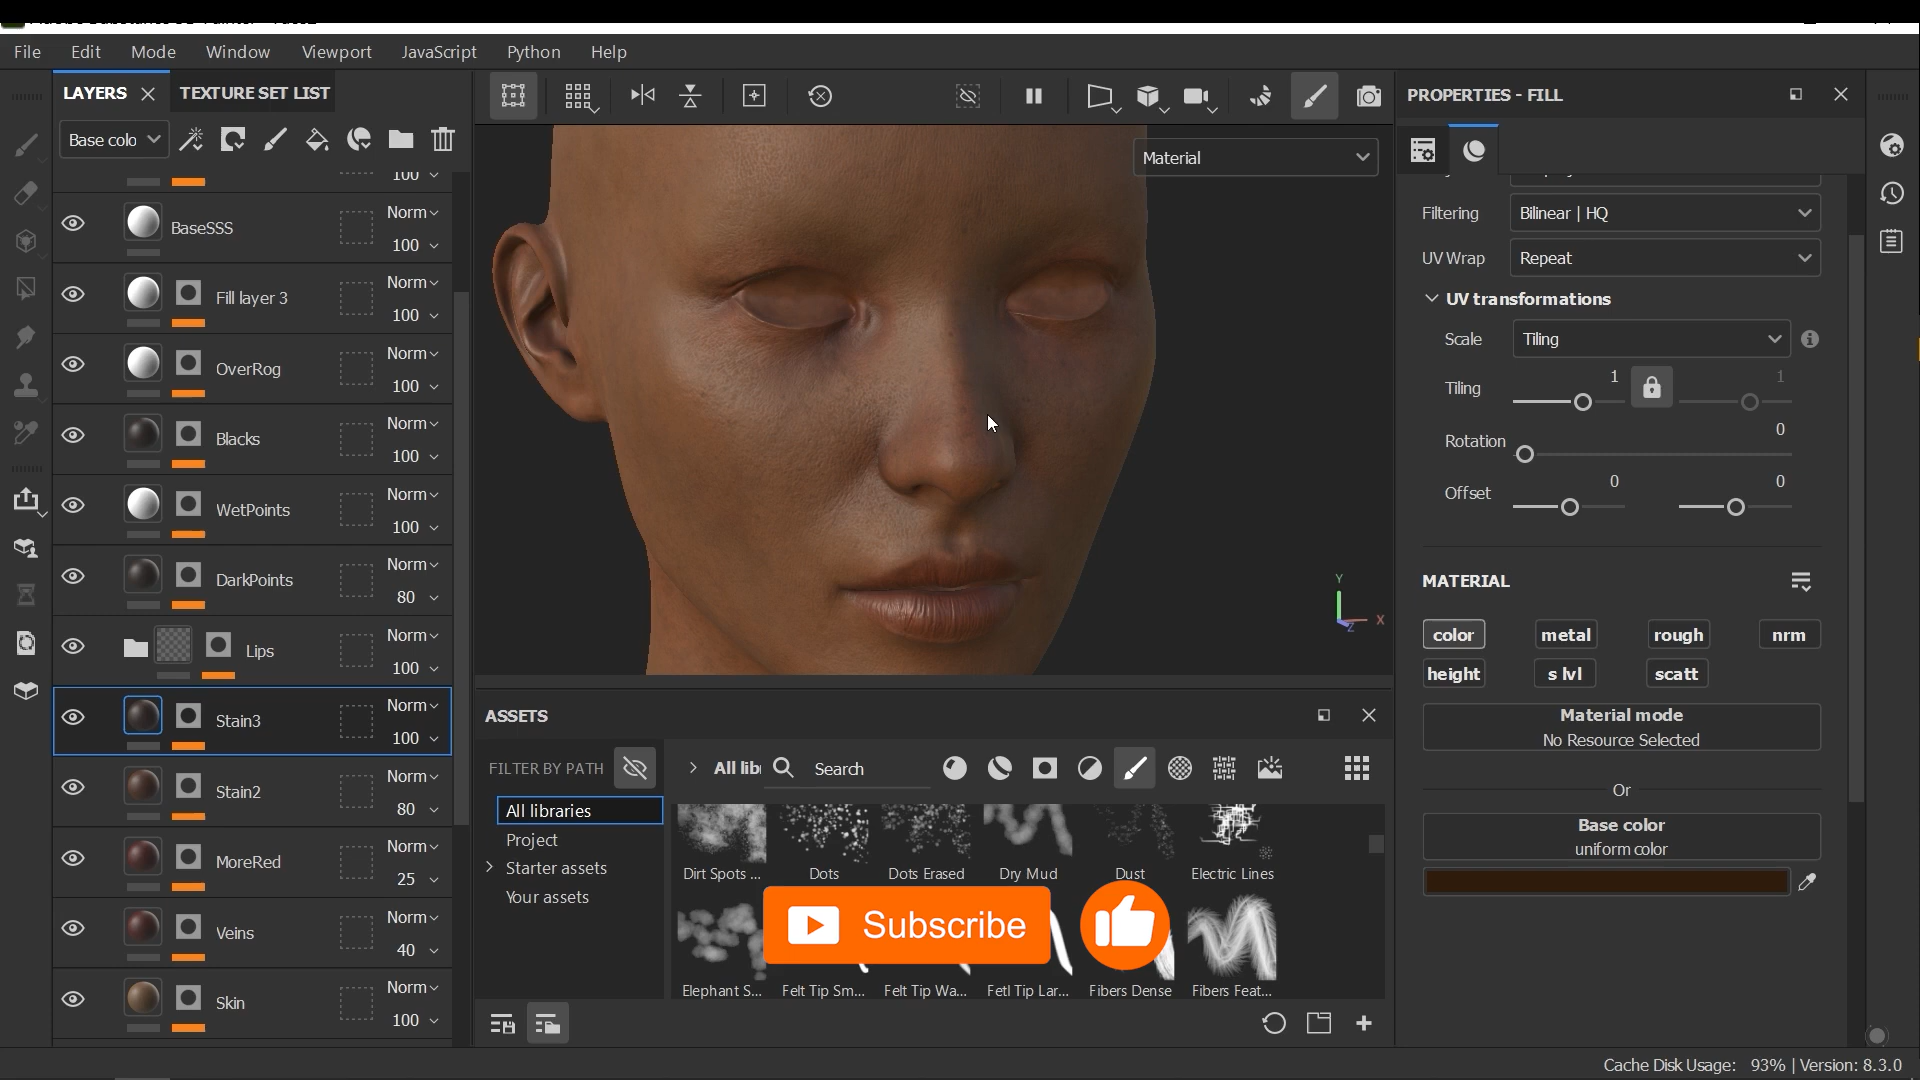 File Edit Mode Window Viewport JavaScript Python Help
LAYERS TEXTURE SET LIST
Base colo
100
BaseSSS Norm 100
Fill layer 3 Norm 100
OverRog Norm 100
Blacks Norm 100
WetPoints Norm 100
DarkPoints Norm 80
Lips Norm 100
Stain3 Norm 100
Stain2 Norm 80
MoreRed Norm 25
Veins Norm 40
Skin Norm 100
Material
Y
X
Z
ASSETS
FILTER BY PATH
All libraries
Project
Starter assets
Your assets
All lib Search
Dirt Spots ... Dots Dots Erased Dry Mud Dust Electric Lines
Subscribe
Elephant S... Felt Tip Sm... Felt Tip Wa... Fetl Tip Lar... Fibers Dense Fibers Feat...
PROPERTIES - FILL
Filtering Bilinear | HQ
UV Wrap Repeat
UV transformations
Scale Tiling
Tiling 1 1
Rotation 0
Offset 0 0
MATERIAL
color metal rough nrm
height s lvl scatt
Material mode
No Resource Selected
Or
Base color
uniform color
Cache Disk Usage: 93% | Version: 8.3.0